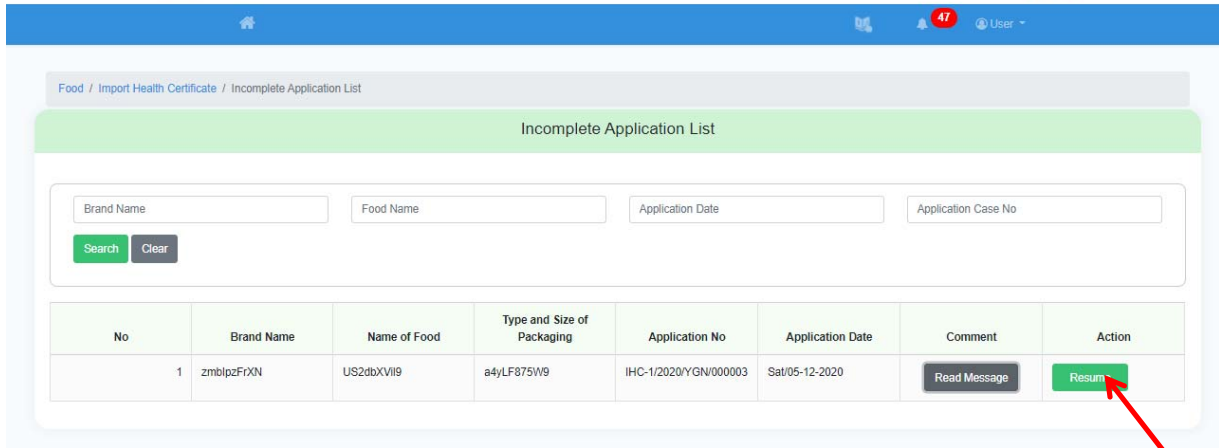 47
User
Food / Import Health Certificate / Incomplete Application List
Incomplete Application List
Brand Name
Food Name
Application Date
Application Case No
Search
Clear
No
Brand Name
Name of Food
Type and Size of
Packaging
Application No
Application Date
Comment
Action
1
zmbIpzFrXN
US2dbXVil9
a4yLF875W9
IHC-1/2020/YGN/000003
Sat/05-12-2020
Read Message
Resume